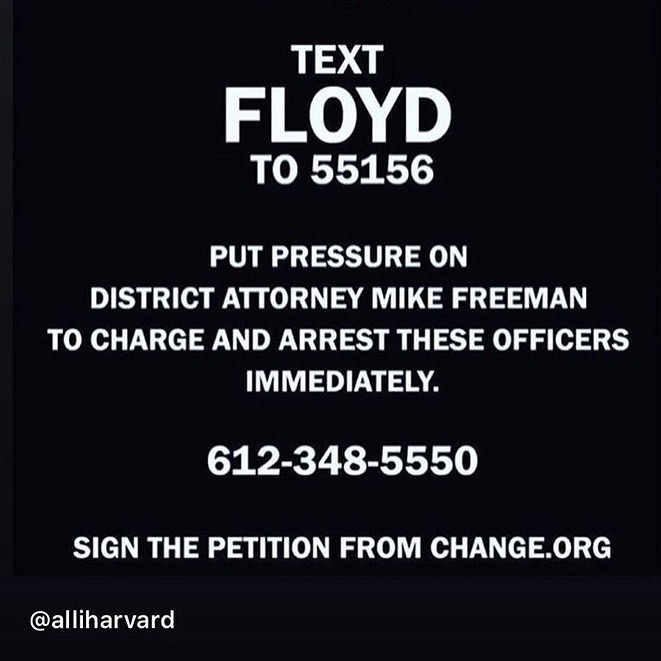 TEXT
FLOYD
TO 55156
PUT PRESSURE ON
DISTRICT ATTORNEY MIKE FREEMAN
TO CHARGE AND ARREST THESE OFFICERS
IMMEDIATELY.
612-348-5550
SIGN THE PETITION FROM CHANGE.ORG
@alliharvard